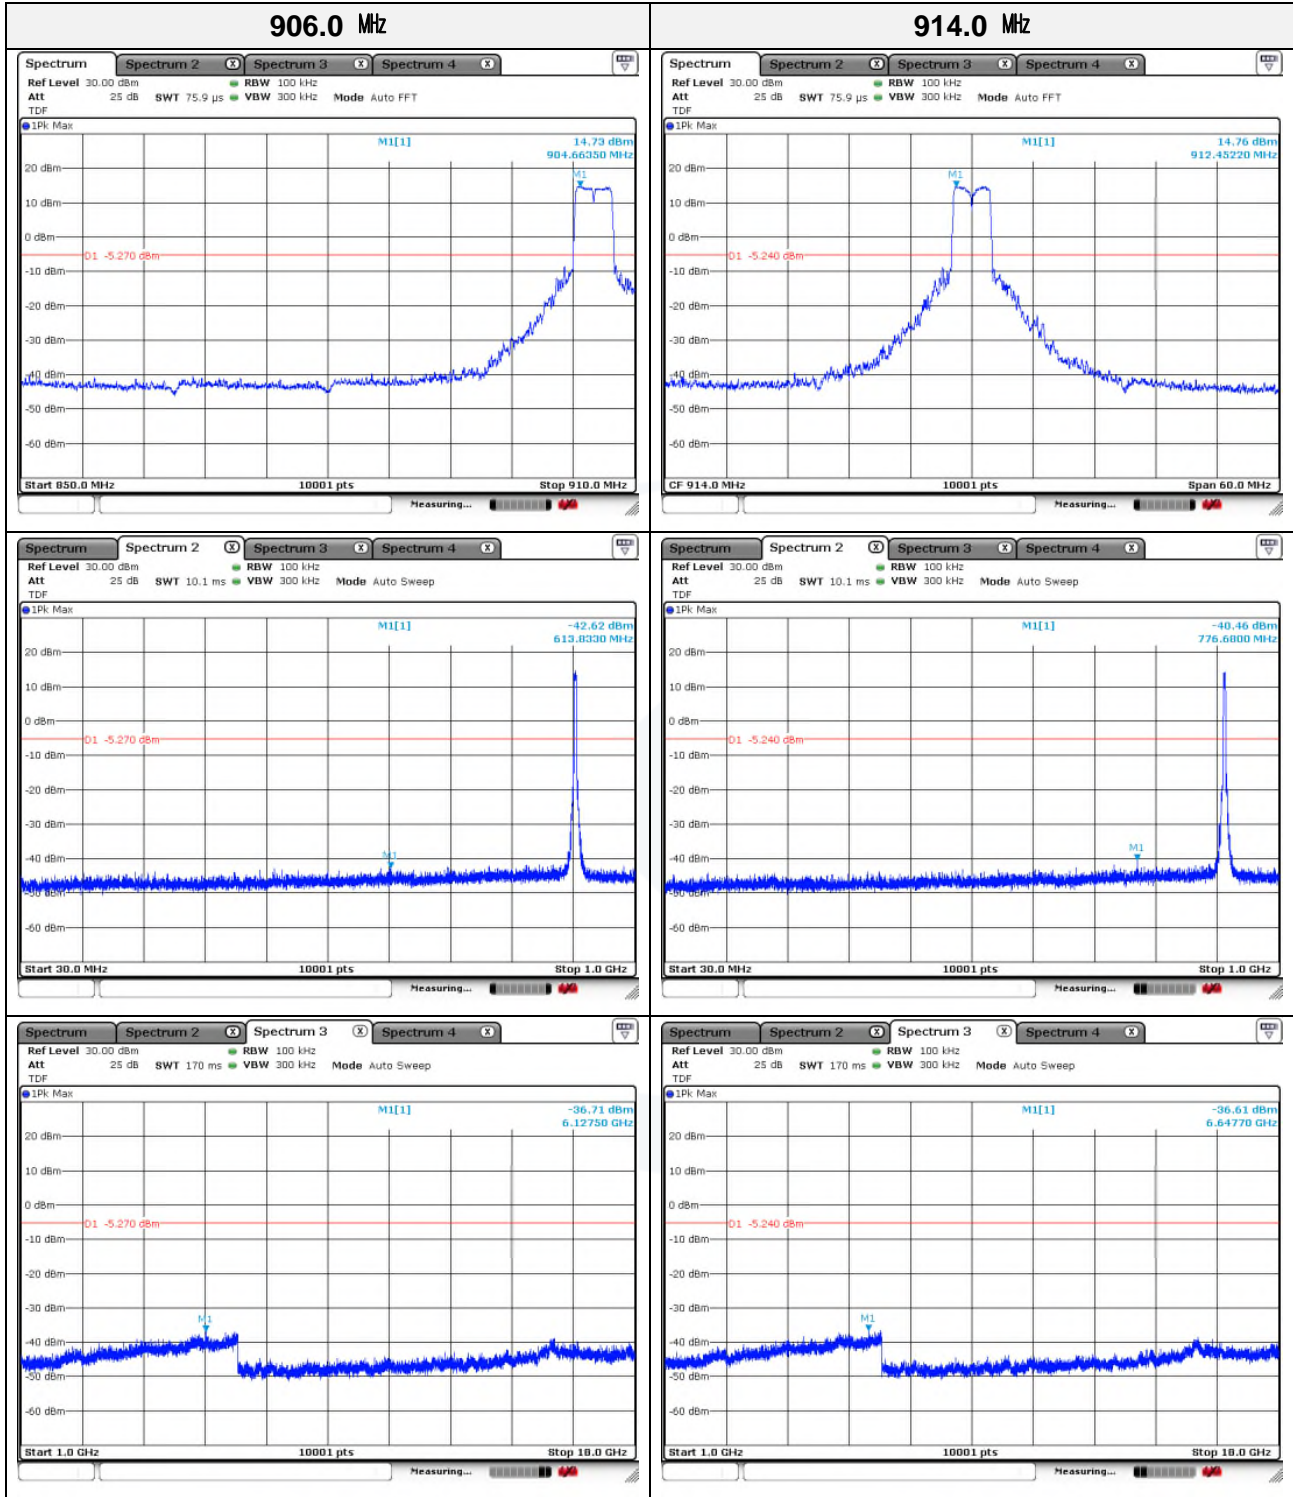 906.0 MHz
914.0 MHz
Spectrum Spectrum 2 X Spectrum 3 X Spectrum 4 X
Ref Level 30.00 dBm RBW 100 kHz
Att 25 dB SWT 75.9 µs VBW 300 kHz Mode Auto FFT
TDF
1Pk Max
M1[1] 14.73 dBm
904.66350 MHz
M1
20 dBm
10 dBm
0 dBm
D1 -5.270 dBm
-10 dBm
-20 dBm
-30 dBm
-40 dBm
-50 dBm
-60 dBm
Start 850.0 MHz 10001 pts Stop 910.0 MHz
Measuring...
Spectrum Spectrum 2 X Spectrum 3 X Spectrum 4 X
Ref Level 30.00 dBm RBW 100 kHz
Att 25 dB SWT 75.9 µs VBW 300 kHz Mode Auto FFT
TDF
1Pk Max
M1[1] 14.76 dBm
912.45220 MHz
M1
20 dBm
10 dBm
0 dBm
D1 -5.240 dBm
-10 dBm
-20 dBm
-30 dBm
-40 dBm
-50 dBm
-60 dBm
CF 914.0 MHz 10001 pts Span 60.0 MHz
Measuring...
Spectrum Spectrum 2 X Spectrum 3 X Spectrum 4 X
Ref Level 30.00 dBm RBW 100 kHz
Att 25 dB SWT 10.1 ms VBW 300 kHz Mode Auto Sweep
TDF
1Pk Max
M1[1] -42.62 dBm
613.8330 MHz
20 dBm
10 dBm
0 dBm
D1 -5.270 dBm
-10 dBm
-20 dBm
-30 dBm
-40 dBm
M1
-50 dBm
-60 dBm
Start 30.0 MHz 10001 pts Stop 1.0 GHz
Measuring...
Spectrum Spectrum 2 X Spectrum 3 X Spectrum 4 X
Ref Level 30.00 dBm RBW 100 kHz
Att 25 dB SWT 10.1 ms VBW 300 kHz Mode Auto Sweep
TDF
1Pk Max
M1[1] -40.46 dBm
776.6800 MHz
20 dBm
10 dBm
0 dBm
D1 -5.240 dBm
-10 dBm
-20 dBm
-30 dBm
M1
-40 dBm
-50 dBm
-60 dBm
Start 30.0 MHz 10001 pts Stop 1.0 GHz
Measuring...
Spectrum Spectrum 2 X Spectrum 3 X Spectrum 4 X
Ref Level 30.00 dBm RBW 100 kHz
Att 25 dB SWT 170 ms VBW 300 kHz Mode Auto Sweep
TDF
1Pk Max
M1[1] -36.71 dBm
6.12750 GHz
20 dBm
10 dBm
0 dBm
D1 -5.270 dBm
-10 dBm
-20 dBm
-30 dBm
M1
-40 dBm
-50 dBm
-60 dBm
Start 1.0 GHz 10001 pts Stop 18.0 GHz
Measuring...
Spectrum Spectrum 2 X Spectrum 3 X Spectrum 4 X
Ref Level 30.00 dBm RBW 100 kHz
Att 25 dB SWT 170 ms VBW 300 kHz Mode Auto Sweep
TDF
1Pk Max
M1[1] -36.61 dBm
6.64770 GHz
20 dBm
10 dBm
0 dBm
D1 -5.240 dBm
-10 dBm
-20 dBm
-30 dBm
M1
-40 dBm
-50 dBm
-60 dBm
Start 1.0 GHz 10001 pts Stop 18.0 GHz
Measuring...